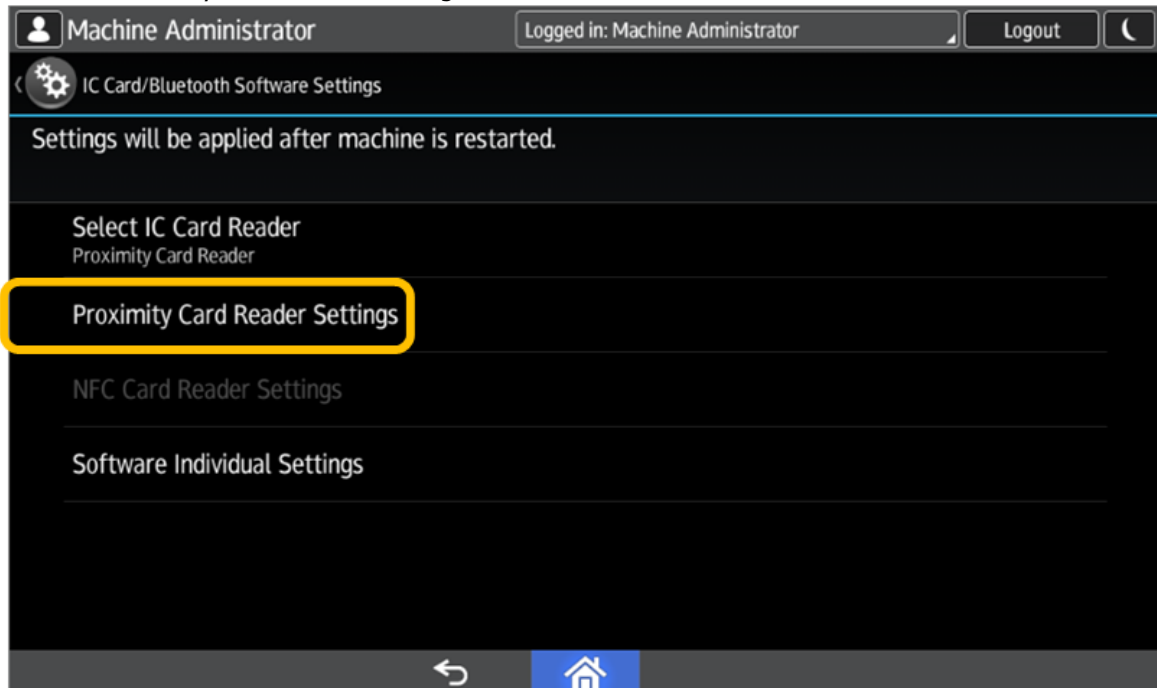 Machine Administrator
Logged in: Machine Administrator
Logout
IC Card/Bluetooth Software Settings
Settings will be applied after machine is restarted.
Select IC Card Reader
Proximity Card Reader
Proximity Card Reader Settings
NFC Card Reader Settings
Software Individual Settings